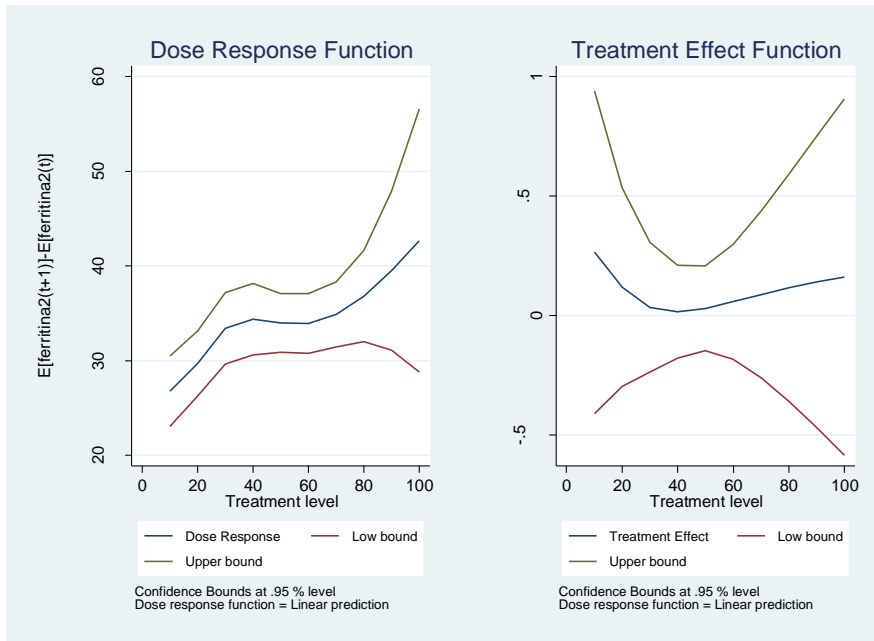 Dose Response Function
E[ferritina2(t+1)]-E[ferritina2(t)]
60
50
40
30
20
0 20 40 60 80 100
Treatment level
Dose Response Low bound
Upper bound
Confidence Bounds at .95 % level
Dose response function = Linear prediction
Treatment Effect Function
1
.5
0
-.5
0 20 40 60 80 100
Treatment level
Treatment Effect Low bound
Upper bound
Confidence Bounds at .95 % level
Dose response function = Linear prediction